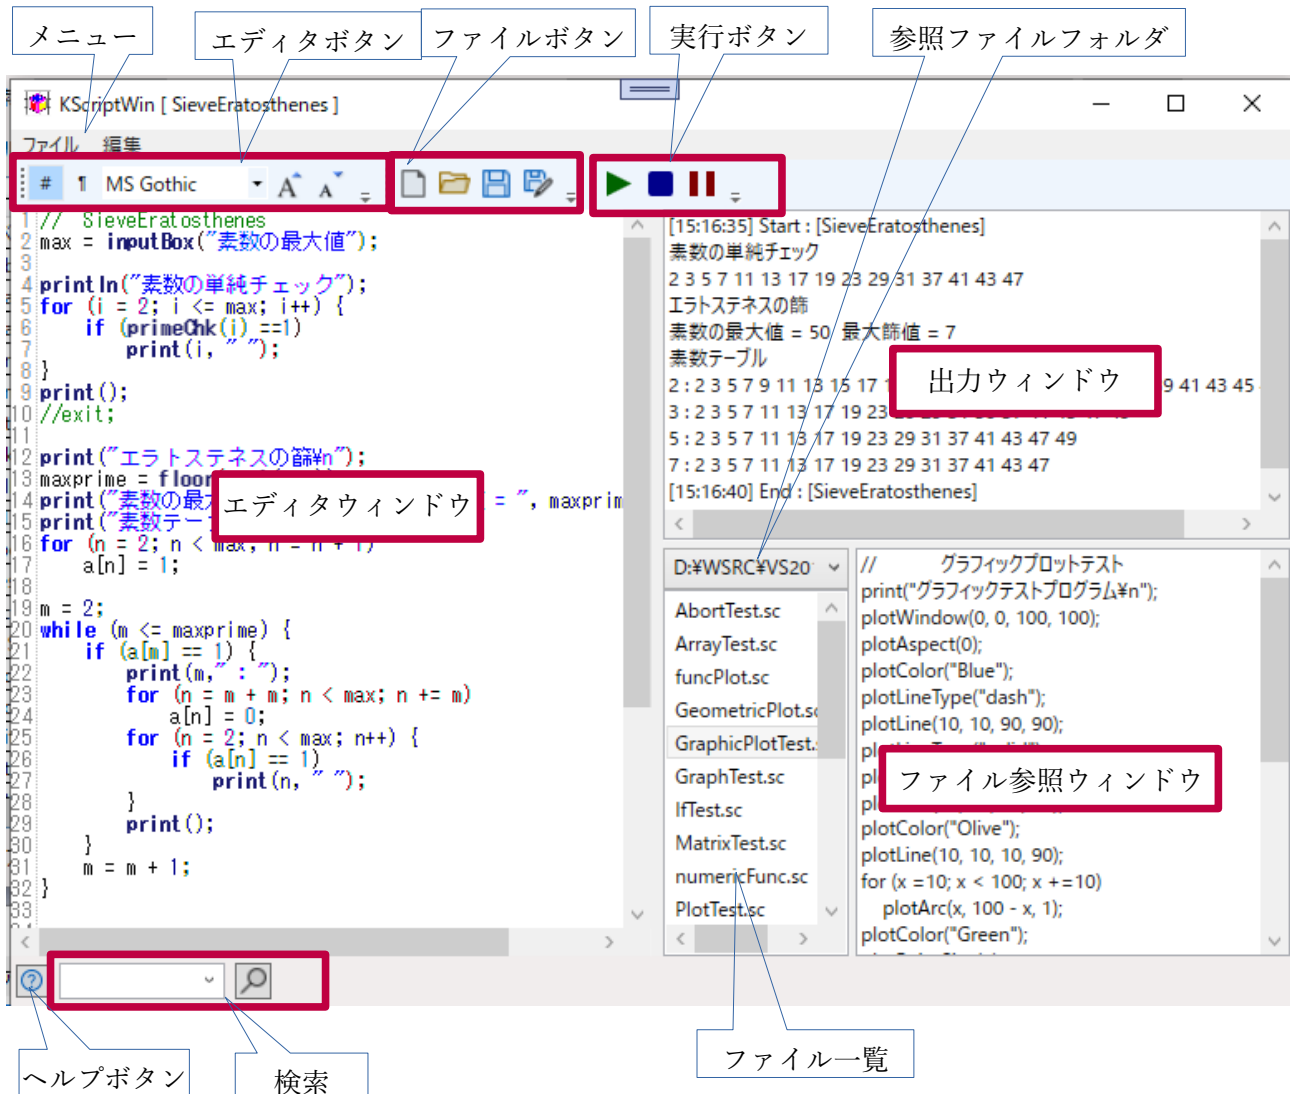 メニュー
エディタボタン
ファイルボタン
実行ボタン
参照ファイルフォルダ
KScriptWin [ SieveEratosthenes ]
ファイル 編集
# ¶ MS Gothic A A
1 // SieveEratosthenes
2 max = inputBox("素数の最大値");
3
4 println("素数の単純チェック");
5 for (i = 2; i <= max; i++) {
6 if (primeChk(i) ==1)
7 print(i, " ");
8 }
9 print();
10 //exit;
11
12 print("エラトステネスの篩¥n");
13 maxprime = floor(
14 print("素数の最大 = ", maxprim
15 print("素数テー
16 for (n = 2; n < max; n = n + 1)
17 a[n] = 1;
18
19 m = 2;
20 while (m <= maxprime) {
21 if (a[m] == 1) {
22 print(m," : ");
23 for (n = m + m; n < max; n += m)
24 a[n] = 0;
25 for (n = 2; n < max; n++) {
26 if (a[n] == 1)
27 print(n, " ");
28 }
29 print();
30 }
31 m = m + 1;
32 }
33
エディタウィンドウ
[15:16:35] Start : [SieveEratosthenes]
素数の単純チェック
2 3 5 7 11 13 17 19 23 29 31 37 41 43 47
エラトステネスの篩
素数の最大値 = 50 最大篩値 = 7
素数テーブル
2 : 2 3 5 7 9 11 13 15 17 1 9 41 43 45
3 : 2 3 5 7 11 13 17 19 23
5 : 2 3 5 7 11 13 17 19 23 29 31 37 41 43 47 49
7 : 2 3 5 7 11 13 17 19 23 29 31 37 41 43 47
[15:16:40] End : [SieveEratosthenes]
出力ウィンドウ
D:¥WSRC¥VS20
AbortTest.sc
ArrayTest.sc
funcPlot.sc
GeometricPlot.sc
GraphicPlotTest.
GraphTest.sc
IfTest.sc
MatrixTest.sc
numericFunc.sc
PlotTest.sc
// グラフィックプロットテスト
print("グラフィックテストプログラム¥n");
plotWindow(0, 0, 100, 100);
plotAspect(0);
plotColor("Blue");
plotLineType("dash");
plotLine(10, 10, 90, 90);
pl
pl
plotColor("Olive");
plotLine(10, 10, 10, 90);
for (x =10; x < 100; x +=10)
plotArc(x, 100 - x, 1);
plotColor("Green");
ファイル参照ウィンドウ
?
ヘルプボタン
検索
ファイル一覧